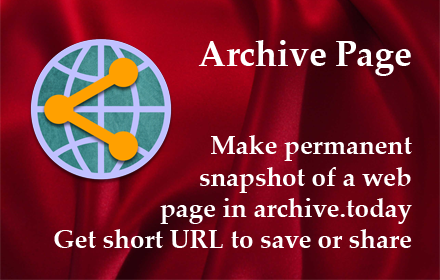 Archive Page
Make permanent
snapshot of a web
page in archive.today
Get short URL to save or share